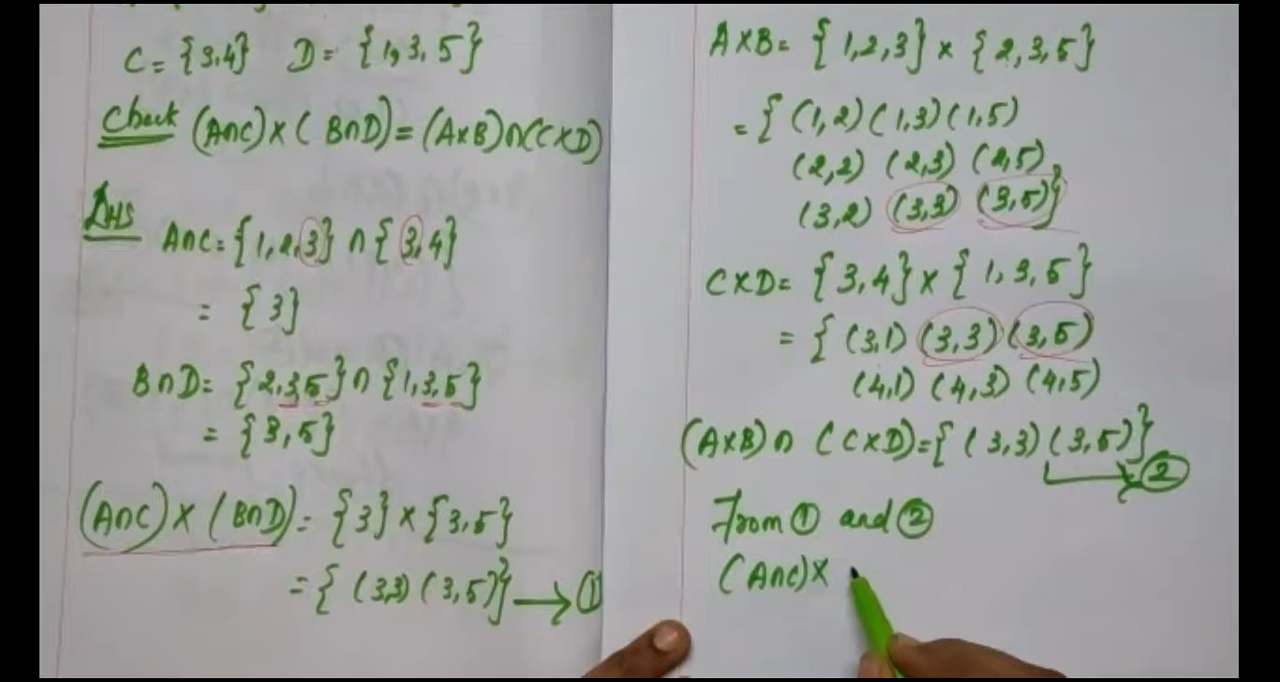 C = {3,4} D = {1,3,5}
Check (A∩C)×(B∩D)=(A×B)∩(C×D)
LHS
A∩C = {1,2,3} ∩ {3,4}
= {3}
B∩D = {2,3,5} ∩ {1,3,5}
= {3,5}
(A∩C) × (B∩D) = {3} × {3,5}
= { (3,3) (3,5)} → ①
A×B = {1,2,3} × {2,3,5}
= { (1,2) (1,3) (1,5)
(2,2) (2,3) (2,5)
(3,2) (3,3) (3,5)}
C×D = {3,4} × {1,3,5}
= { (3,1) (3,3) (3,5)
(4,1) (4,3) (4,5)
(A×B)∩ (C×D)={ (3,3) (3,5)}
→ ②
From ① and ②
(A∩C)×